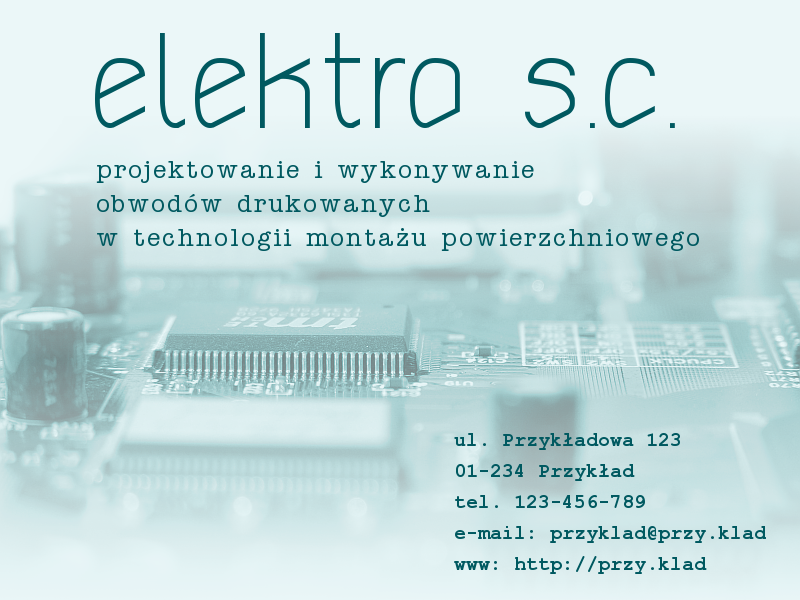 elektro s.c.
projektowanie i wykonywanie
obwodów drukowanych
w technologii montażu powierzchniowego
ul. Przykładowa 123
01-234 Przykład
tel. 123-456-789
e-mail: przyklad@przy.klad
www: http://przy.klad